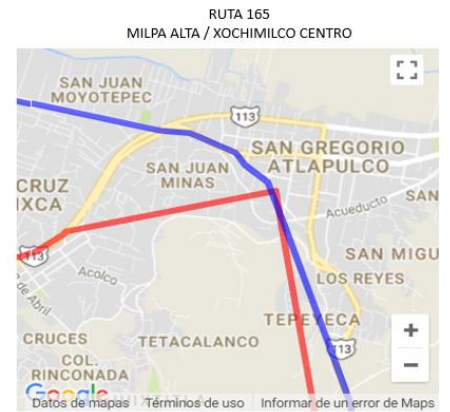 RUTA 165
MILPA ALTA / XOCHIMILCO CENTRO
SAN JUAN
MOYOTEPEC
113
SAN GREGORIO
ATLAPULCO
SAN JUAN
MINAS
CRUZ
IXCA
Acueducto
SAN
113
SAN MIGU
Acolco
LOS REYES
de Abril
TEPEYECA
113
CRUCES
TETACALANCO
COL.
RINCONADA
Google
Datos de mapas
Términos de uso
Informar de un error de Maps